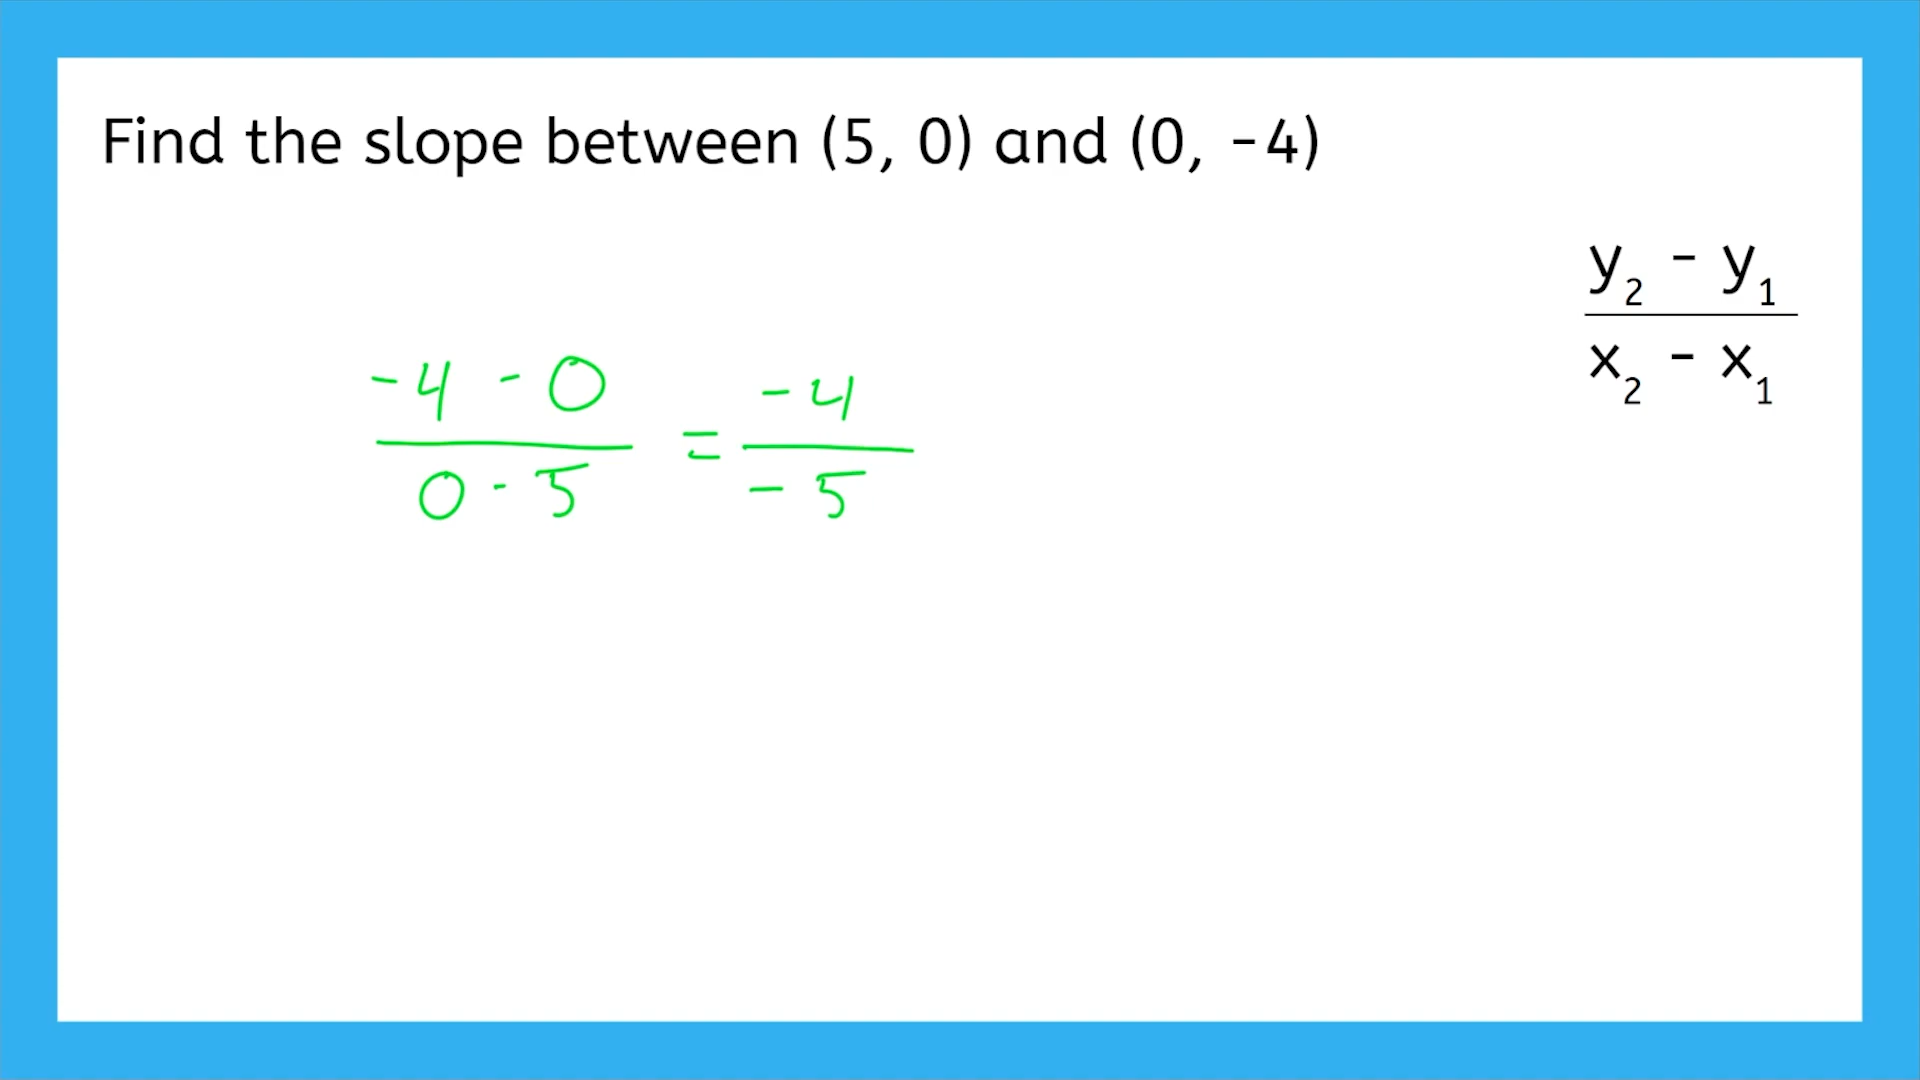 Find the slope between (5, 0) and (0, -4)
y₂ - y₁
x₂ - x₁
-4 - 0
0 - 5
=
-4
-5